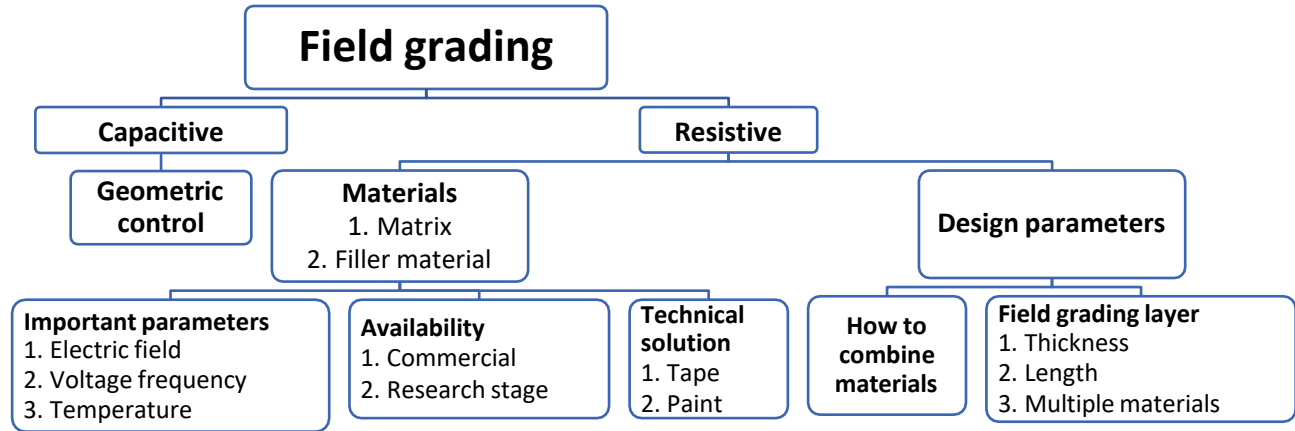 Field grading
Capacitive
Resistive
Geometric
control
Materials
1. Matrix
2. Filler material
Design parameters
Important parameters
1. Electric field
2. Voltage frequency
3. Temperature
Availability
1. Commercial
2. Research stage
Technical
solution
1. Tape
2. Paint
How to
combine
materials
Field grading layer
1. Thickness
2. Length
3. Multiple materials